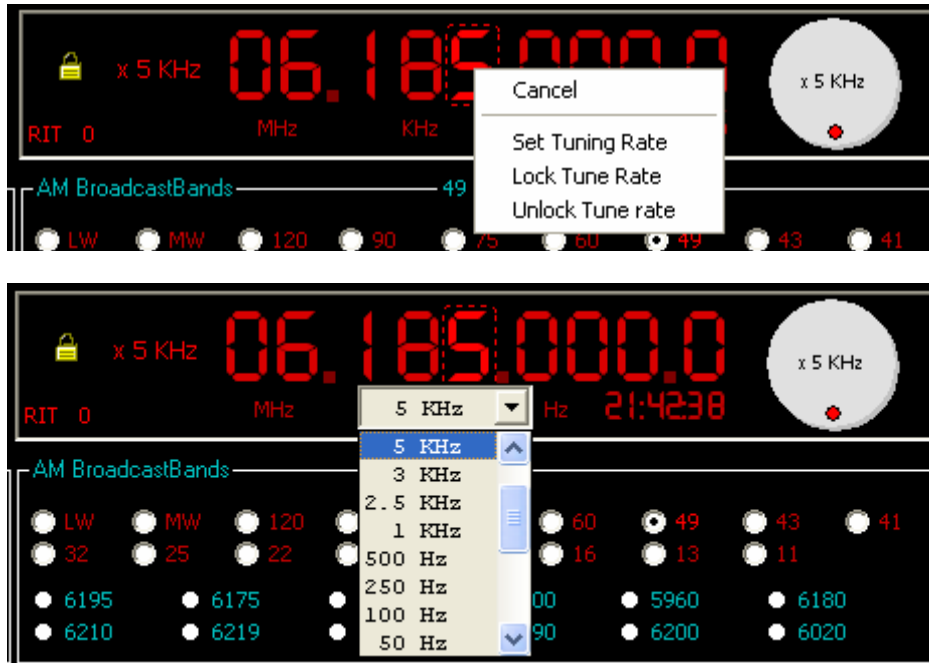 x 5 KHz 06.185.000.0 x 5 KHz
RIT 0 MHz KHz
Cancel
Set Tuning Rate
Lock Tune Rate
Unlock Tune rate
AM BroadcastBands 49
LW MW 120 90 75 60 49 43 41
x 5 KHz 06.185.000.0 x 5 KHz
RIT 0 MHz 5 KHz Hz 21:42:38
5 KHz
3 KHz
2.5 KHz
1 KHz
500 Hz
250 Hz
100 Hz
50 Hz
AM BroadcastBands
LW MW 120 60 49 43 41
32 25 22 16 13 11
6195 6175 00 5960 6180
6210 6219 90 6200 6020